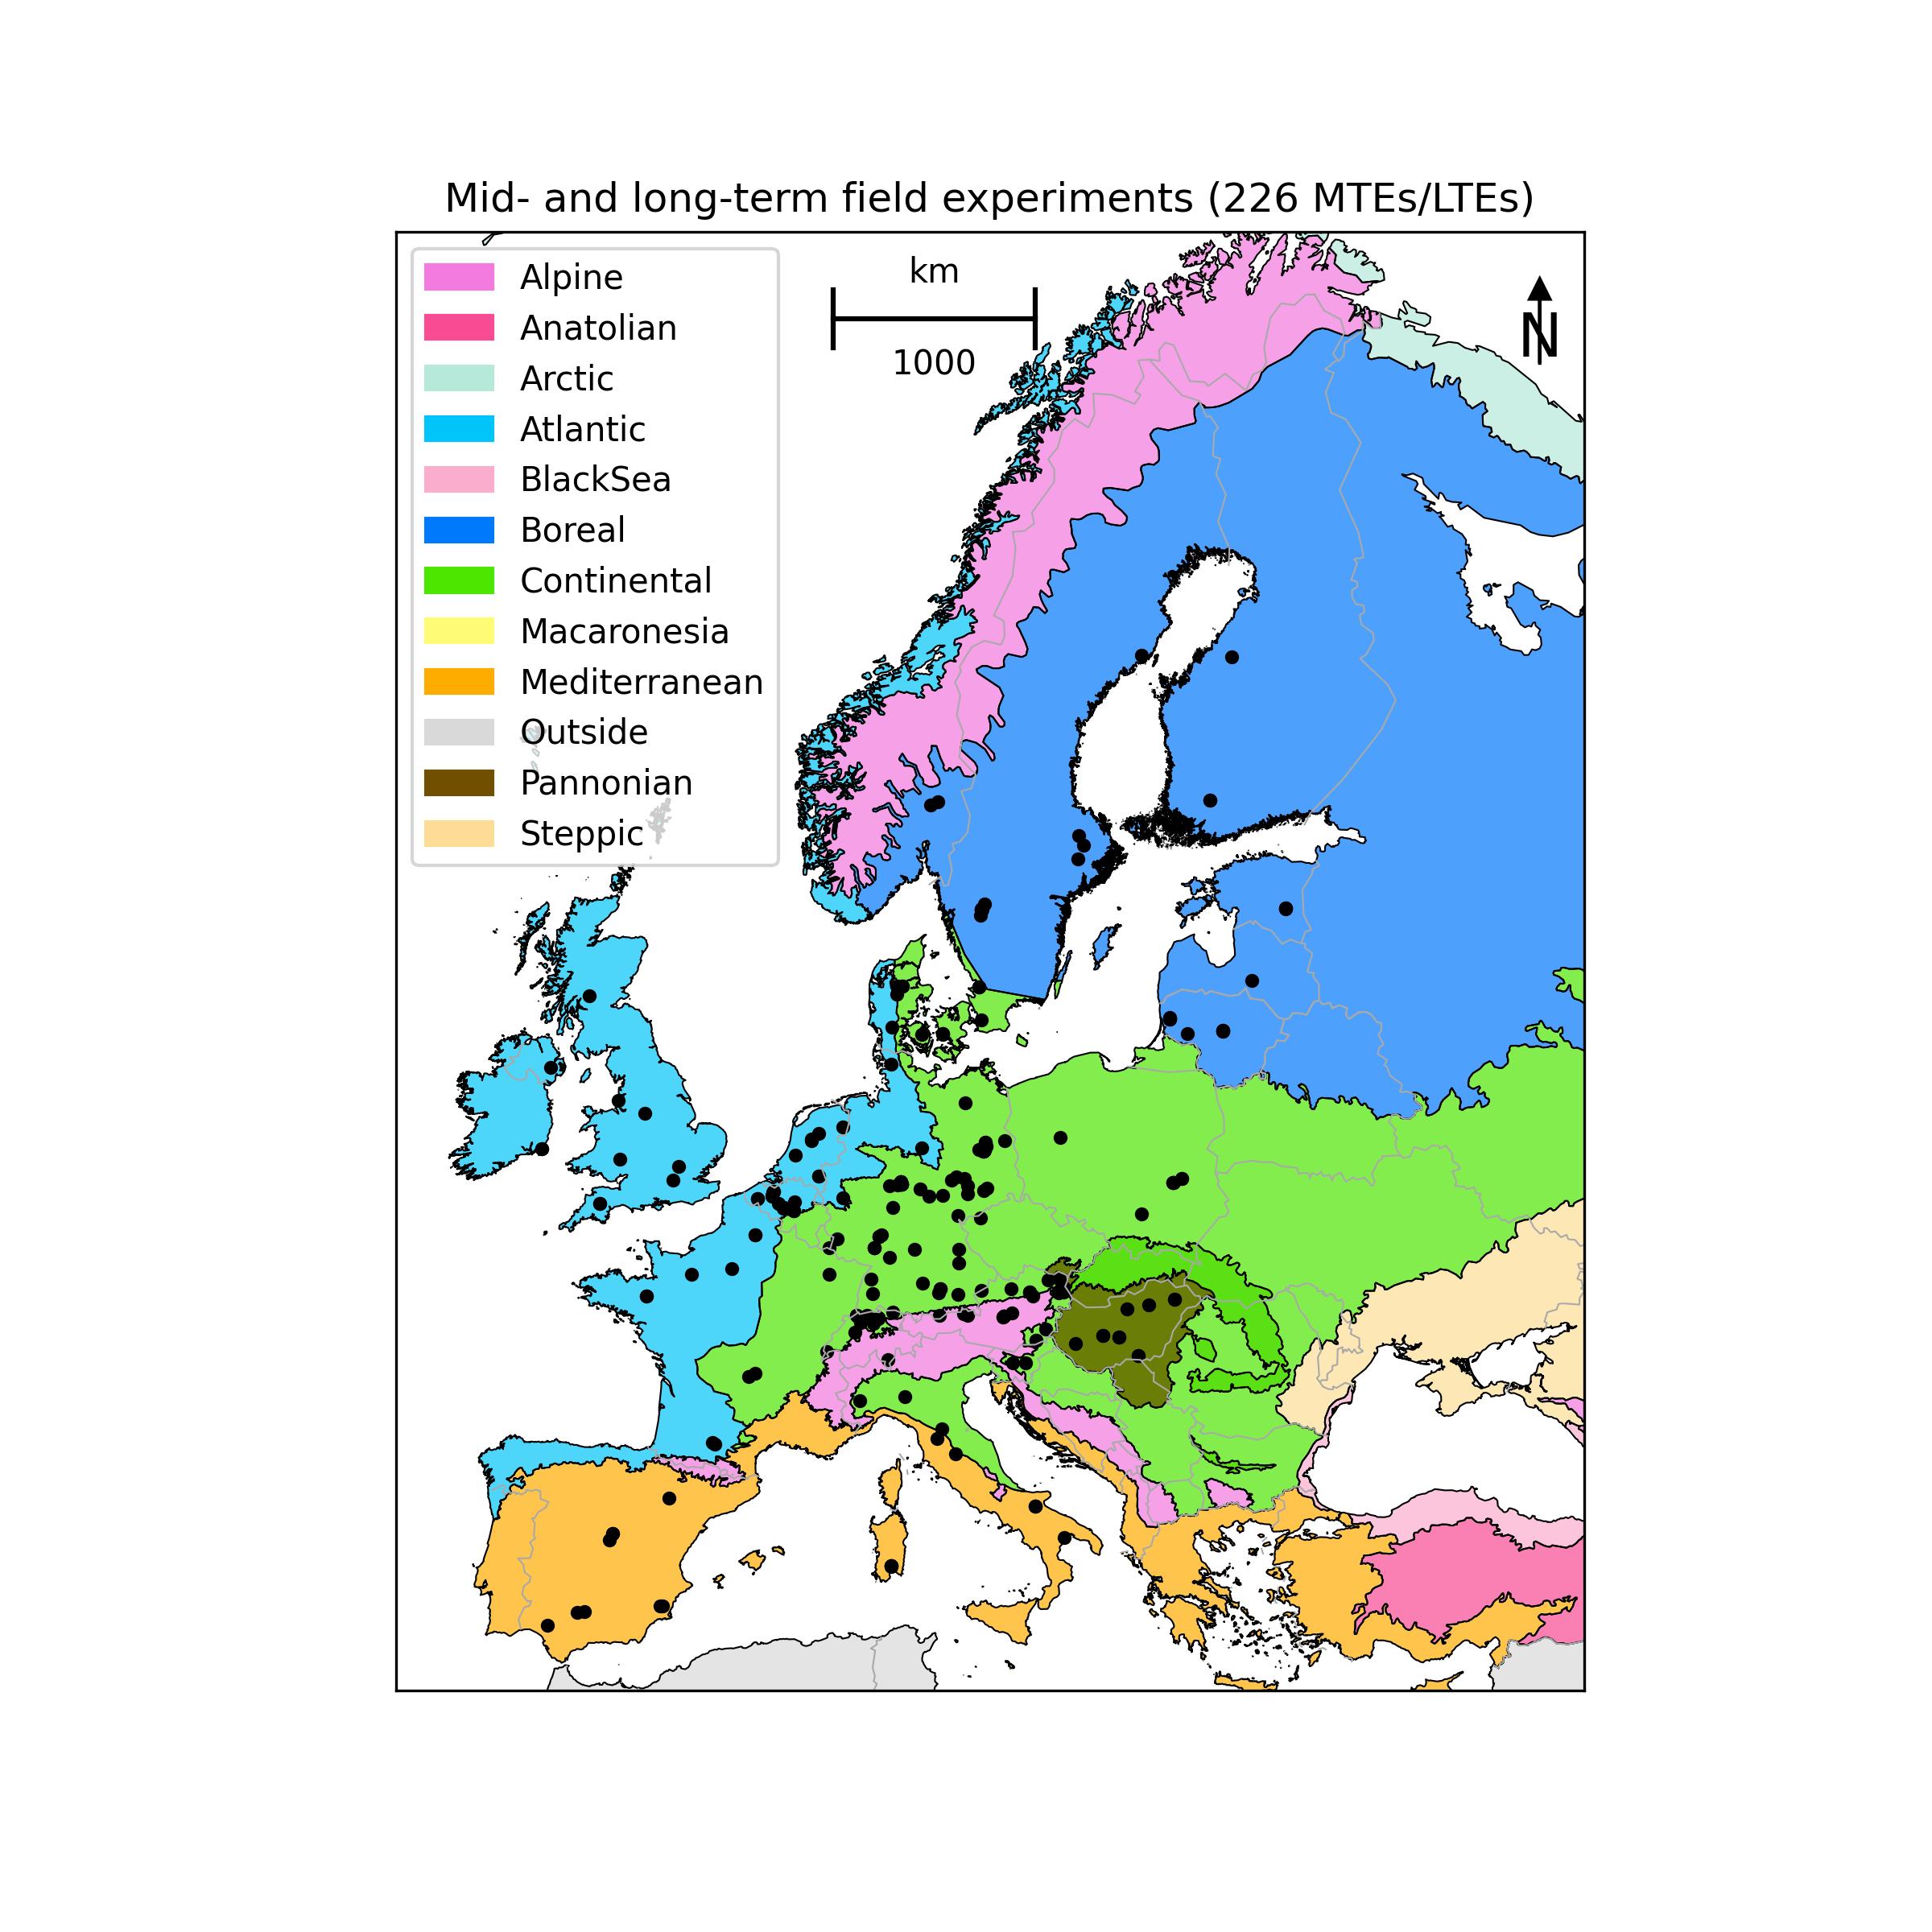 Mid- and long-term field experiments (226 MTEs/LTEs)
Alpine
Anatolian
Arctic
Atlantic
BlackSea
Boreal
Continental
Macaronesia
Mediterranean
Outside
Pannonian
Steppic
km
1000
N